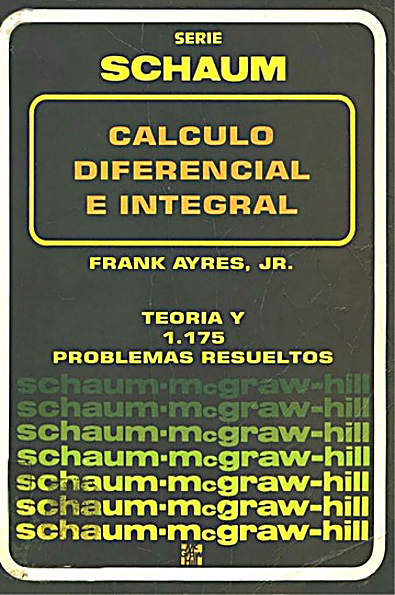 SERIE
SCHAUM
CALCULO
DIFERENCIAL
E INTEGRAL
FRANK AYRES, JR.
TEORIA Y
1.175
PROBLEMAS RESUELTOS
schaum·mcgraw-hill
schaum·mcgraw-hill
schaum·mcgraw-hill
schaum·mcgraw-hill
schaum·mcgraw-hill
schaum·mcgraw-hill
schaum·mcgraw-hill